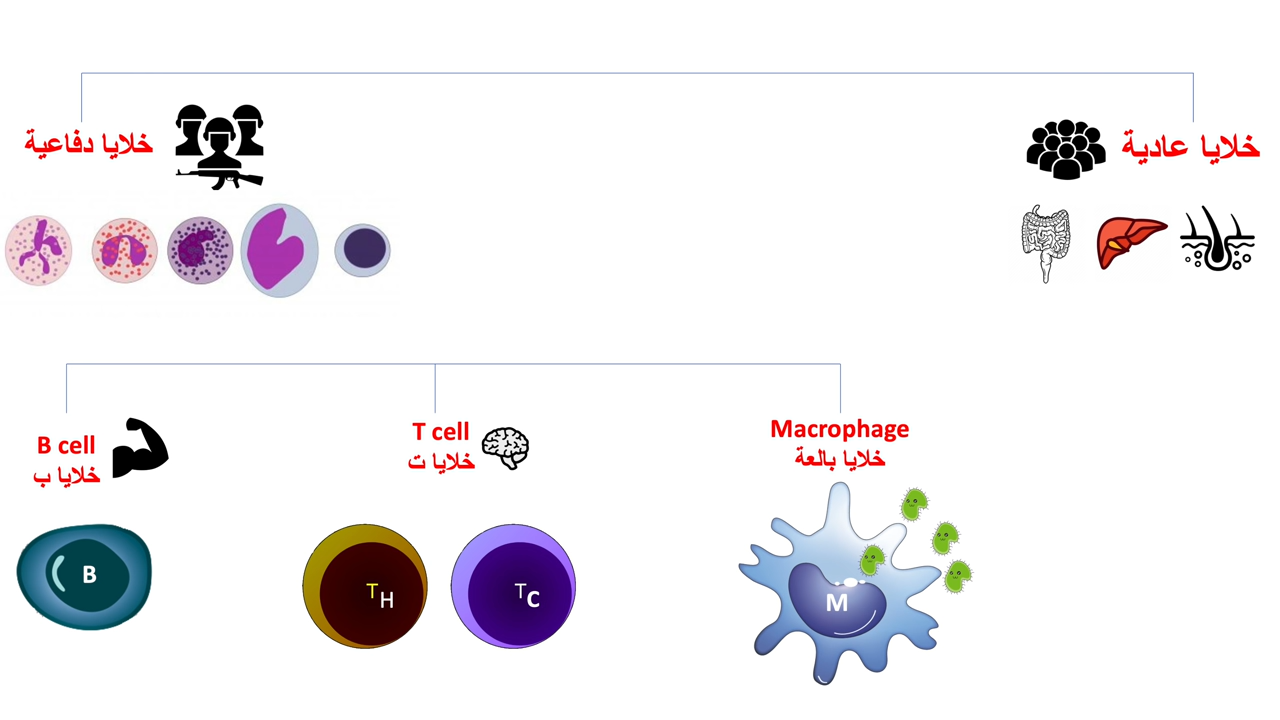 خلايا عادية
خلايا دفاعية
Macrophage
خلايا بالعة
T cell
خلايا ت
B cell
خلايا ب
M
TC
TH
B